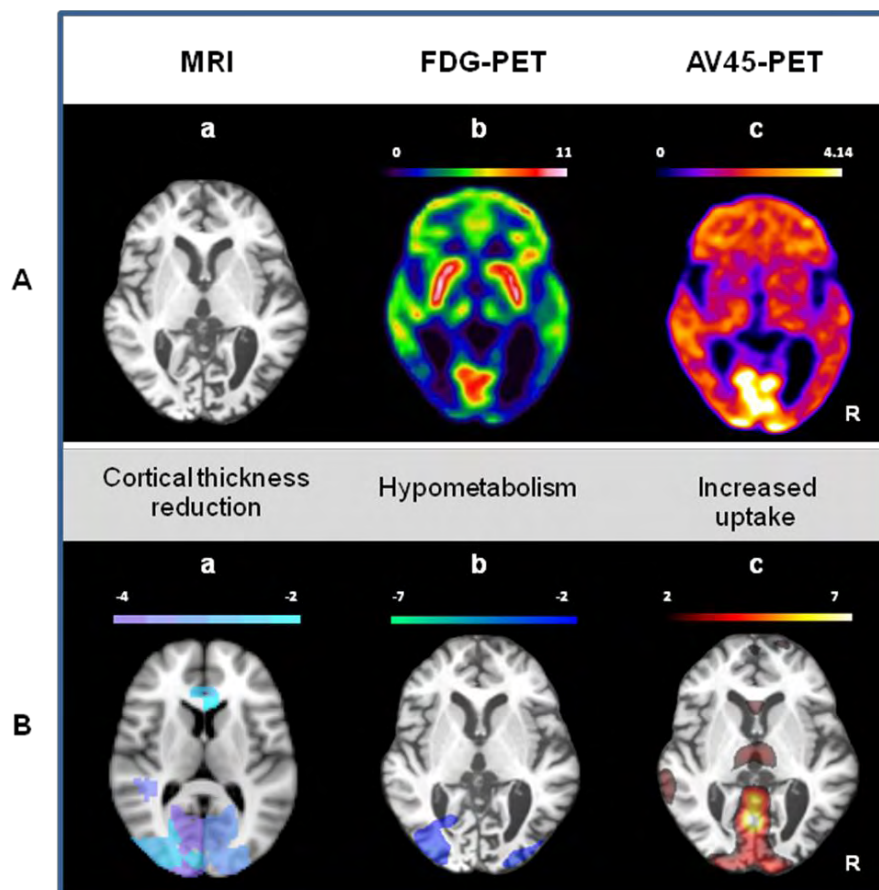 MRI FDG-PET AV45-PET
a b c
0 11 0 4.14
A
R
Cortical thickness reduction Hypometabolism Increased uptake
a b c
-4 -2 -7 -2 2 7
B
R